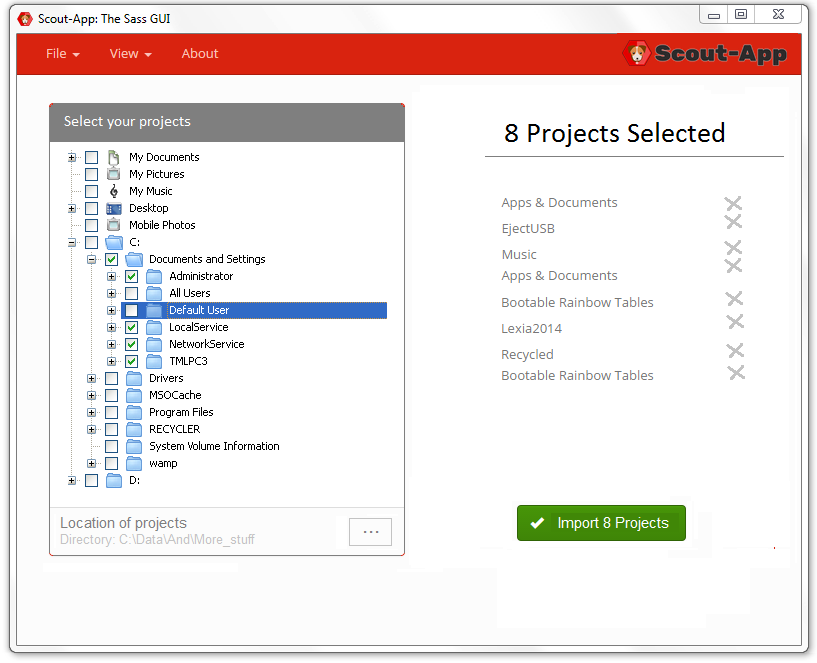 Scout-App: The Sass GUI
File View About
Scout-App
Select your projects
My Documents
My Pictures
My Music
Desktop
Mobile Photos
C:
Documents and Settings
Administrator
All Users
Default User
LocalService
NetworkService
TMLPC3
Drivers
MSOCache
Program Files
RECYCLER
System Volume Information
wamp
D:
Location of projects
Directory: C:\Data\And\More_stuff
...
8 Projects Selected
Apps & Documents
EjectUSB
Music
Apps & Documents
Bootable Rainbow Tables
Lexia2014
Recycled
Bootable Rainbow Tables
Import 8 Projects